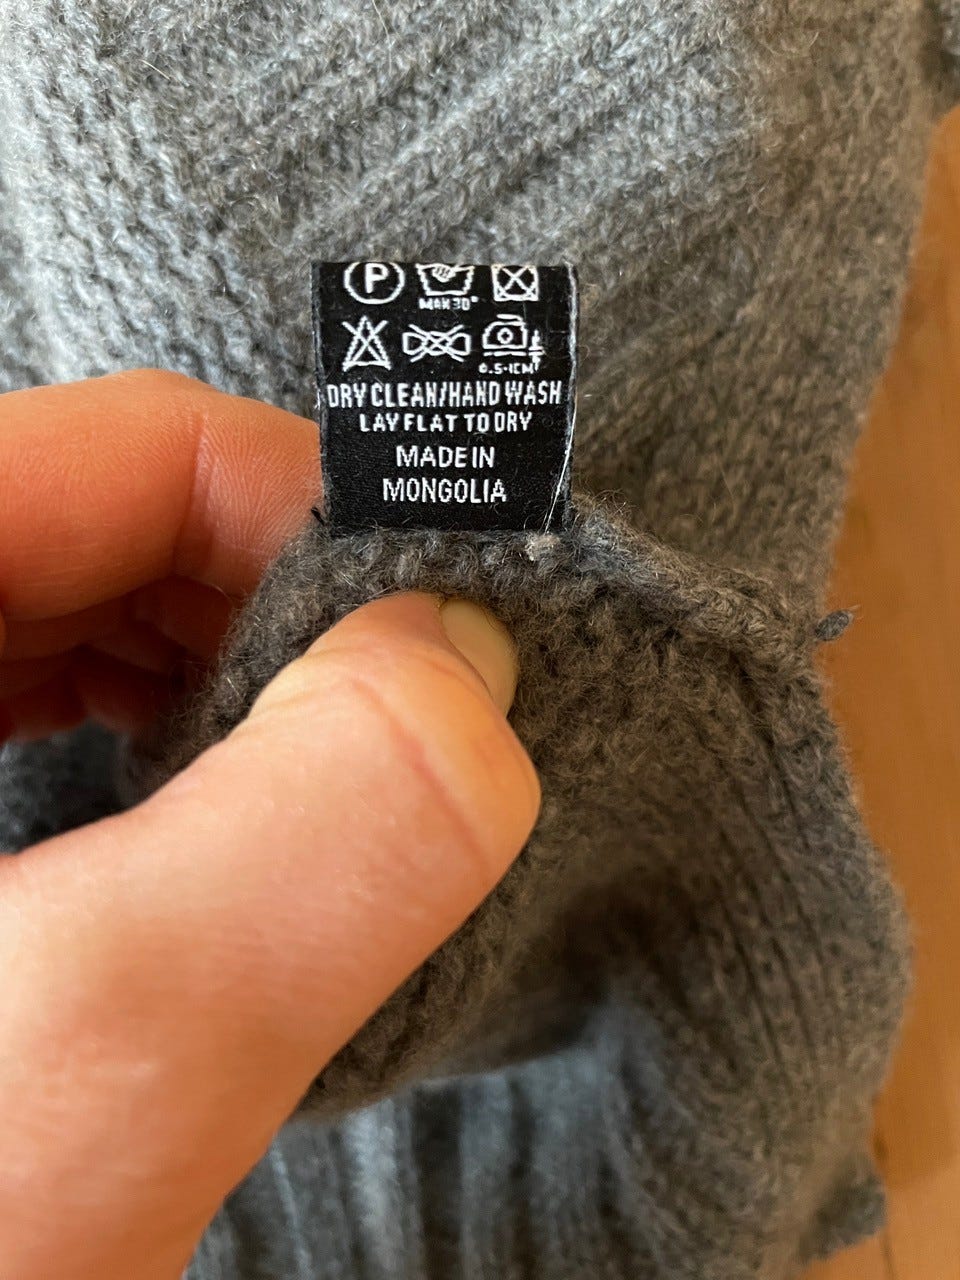 P
MAX 30°
0.5-1CM
DRY CLEAN/HAND WASH
LAY FLAT TO DRY
MADE IN
MONGOLIA